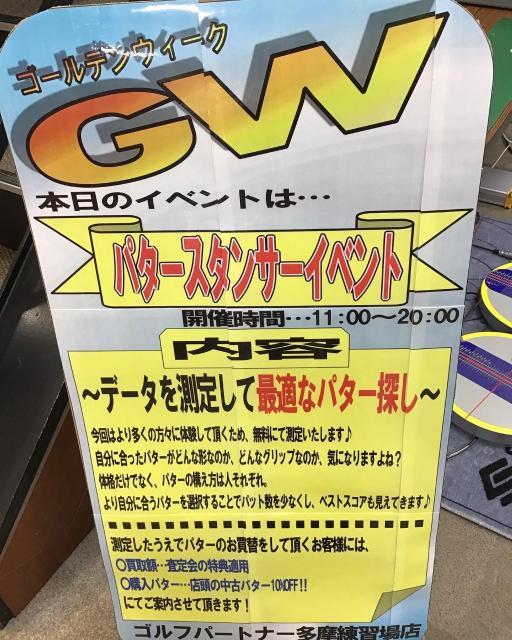 ゴールデンウィーク
GW
本日のイベントは…
パタースタンサーイベント
開催時間…11:00〜20:00
内容
〜データを測定して最適なパター探し〜
今回はより多くの方々に体験して頂くため、無料にて測定いたします♪
自分に合ったパターがどんな形なのか、どんなグリップなのか、気になりますよね？
体格だけでなく、パターの構え方は人それぞれ。
より自分に合うパターを選択することでパット数を少なくし、ベストスコアも見えてきます♪
測定したうえでパターのお買替をして頂くお客様には、
〇買取額…査定会の特典適用
〇購入パター…店頭の中古パター10%OFF!!
にてご案内させて頂きます！
ゴルフパートナー多摩練習場店